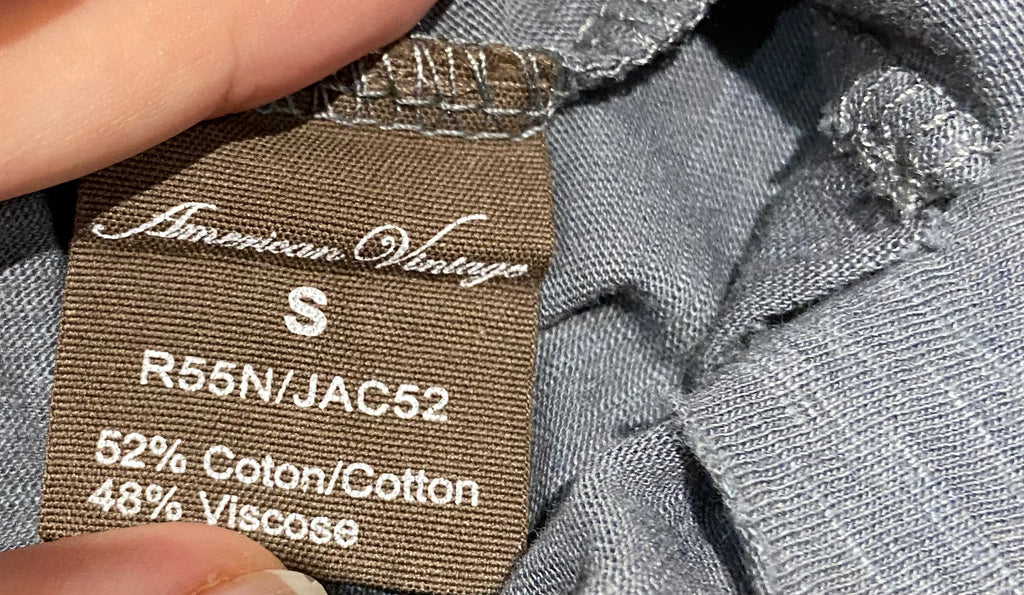 American Vintage
S
R55N/JAC52
52% Coton/Cotton
48% Viscose